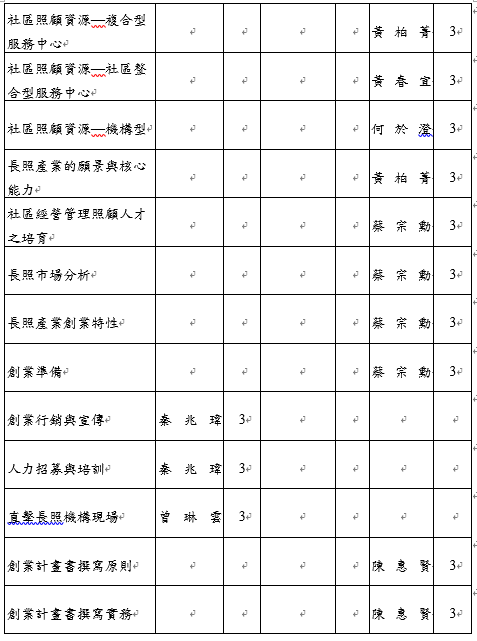 社區照顧資源—複合型
服務中心
黃柏菁 3
社區照顧資源—社區整
合型服務中心
黃春宜 3
社區照顧資源—機構型
何於澄 3
長照產業的願景與核心
能力
黃柏菁 3
社區經營管理照顧人才
之培育
蔡宗勳 3
長照市場分析
蔡宗勳 3
長照產業創業特性
蔡宗勳 3
創業準備
蔡宗勳 3
創業行銷與宣傳
秦兆瑋 3
人力招募與培訓
秦兆瑋 3
直擊長照機構現場
曾琳雲 3
創業計畫書撰寫原則
陳惠賢 3
創業計畫書撰寫實務
陳惠賢 3